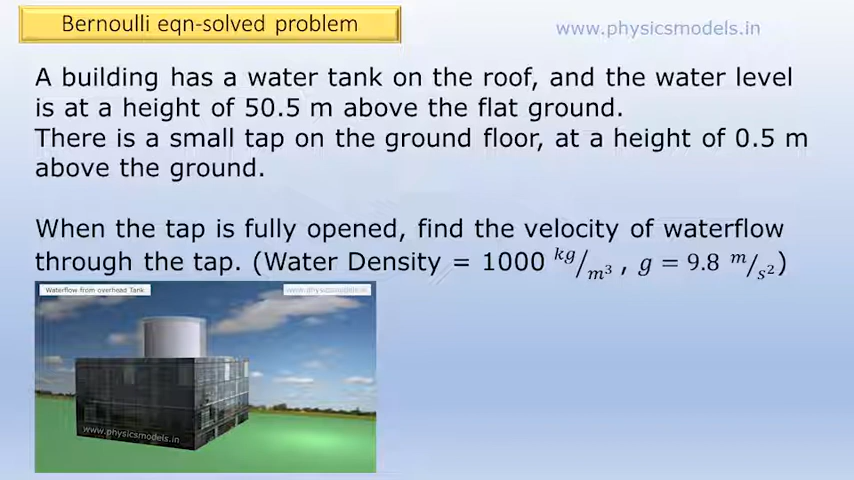 Bernoulli eqn-solved problem
www.physicsmodels.in
A building has a water tank on the roof, and the water level
is at a height of 50.5 m above the flat ground.
There is a small tap on the ground floor, at a height of 0.5 m
above the ground.
When the tap is fully opened, find the velocity of waterflow
through the tap. (Water Density = 1000 kg/m³ , g = 9.8 m/s²)
Waterflow from overhead Tank
www.physicsmodels.in
www.physicsmodels.in